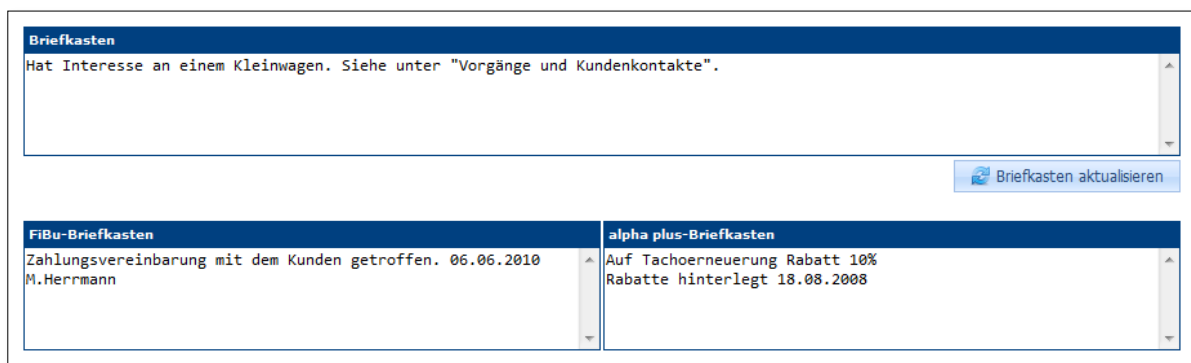 Briefkasten
Hat Interesse an einem Kleinwagen. Siehe unter "Vorgänge und Kundenkontakte".
Briefkasten aktualisieren
FiBu-Briefkasten
Zahlungsvereinbarung mit dem Kunden getroffen. 06.06.2010
M.Herrmann
alpha plus-Briefkasten
Auf Tachoerneuerung Rabatt 10%
Rabatte hinterlegt 18.08.2008